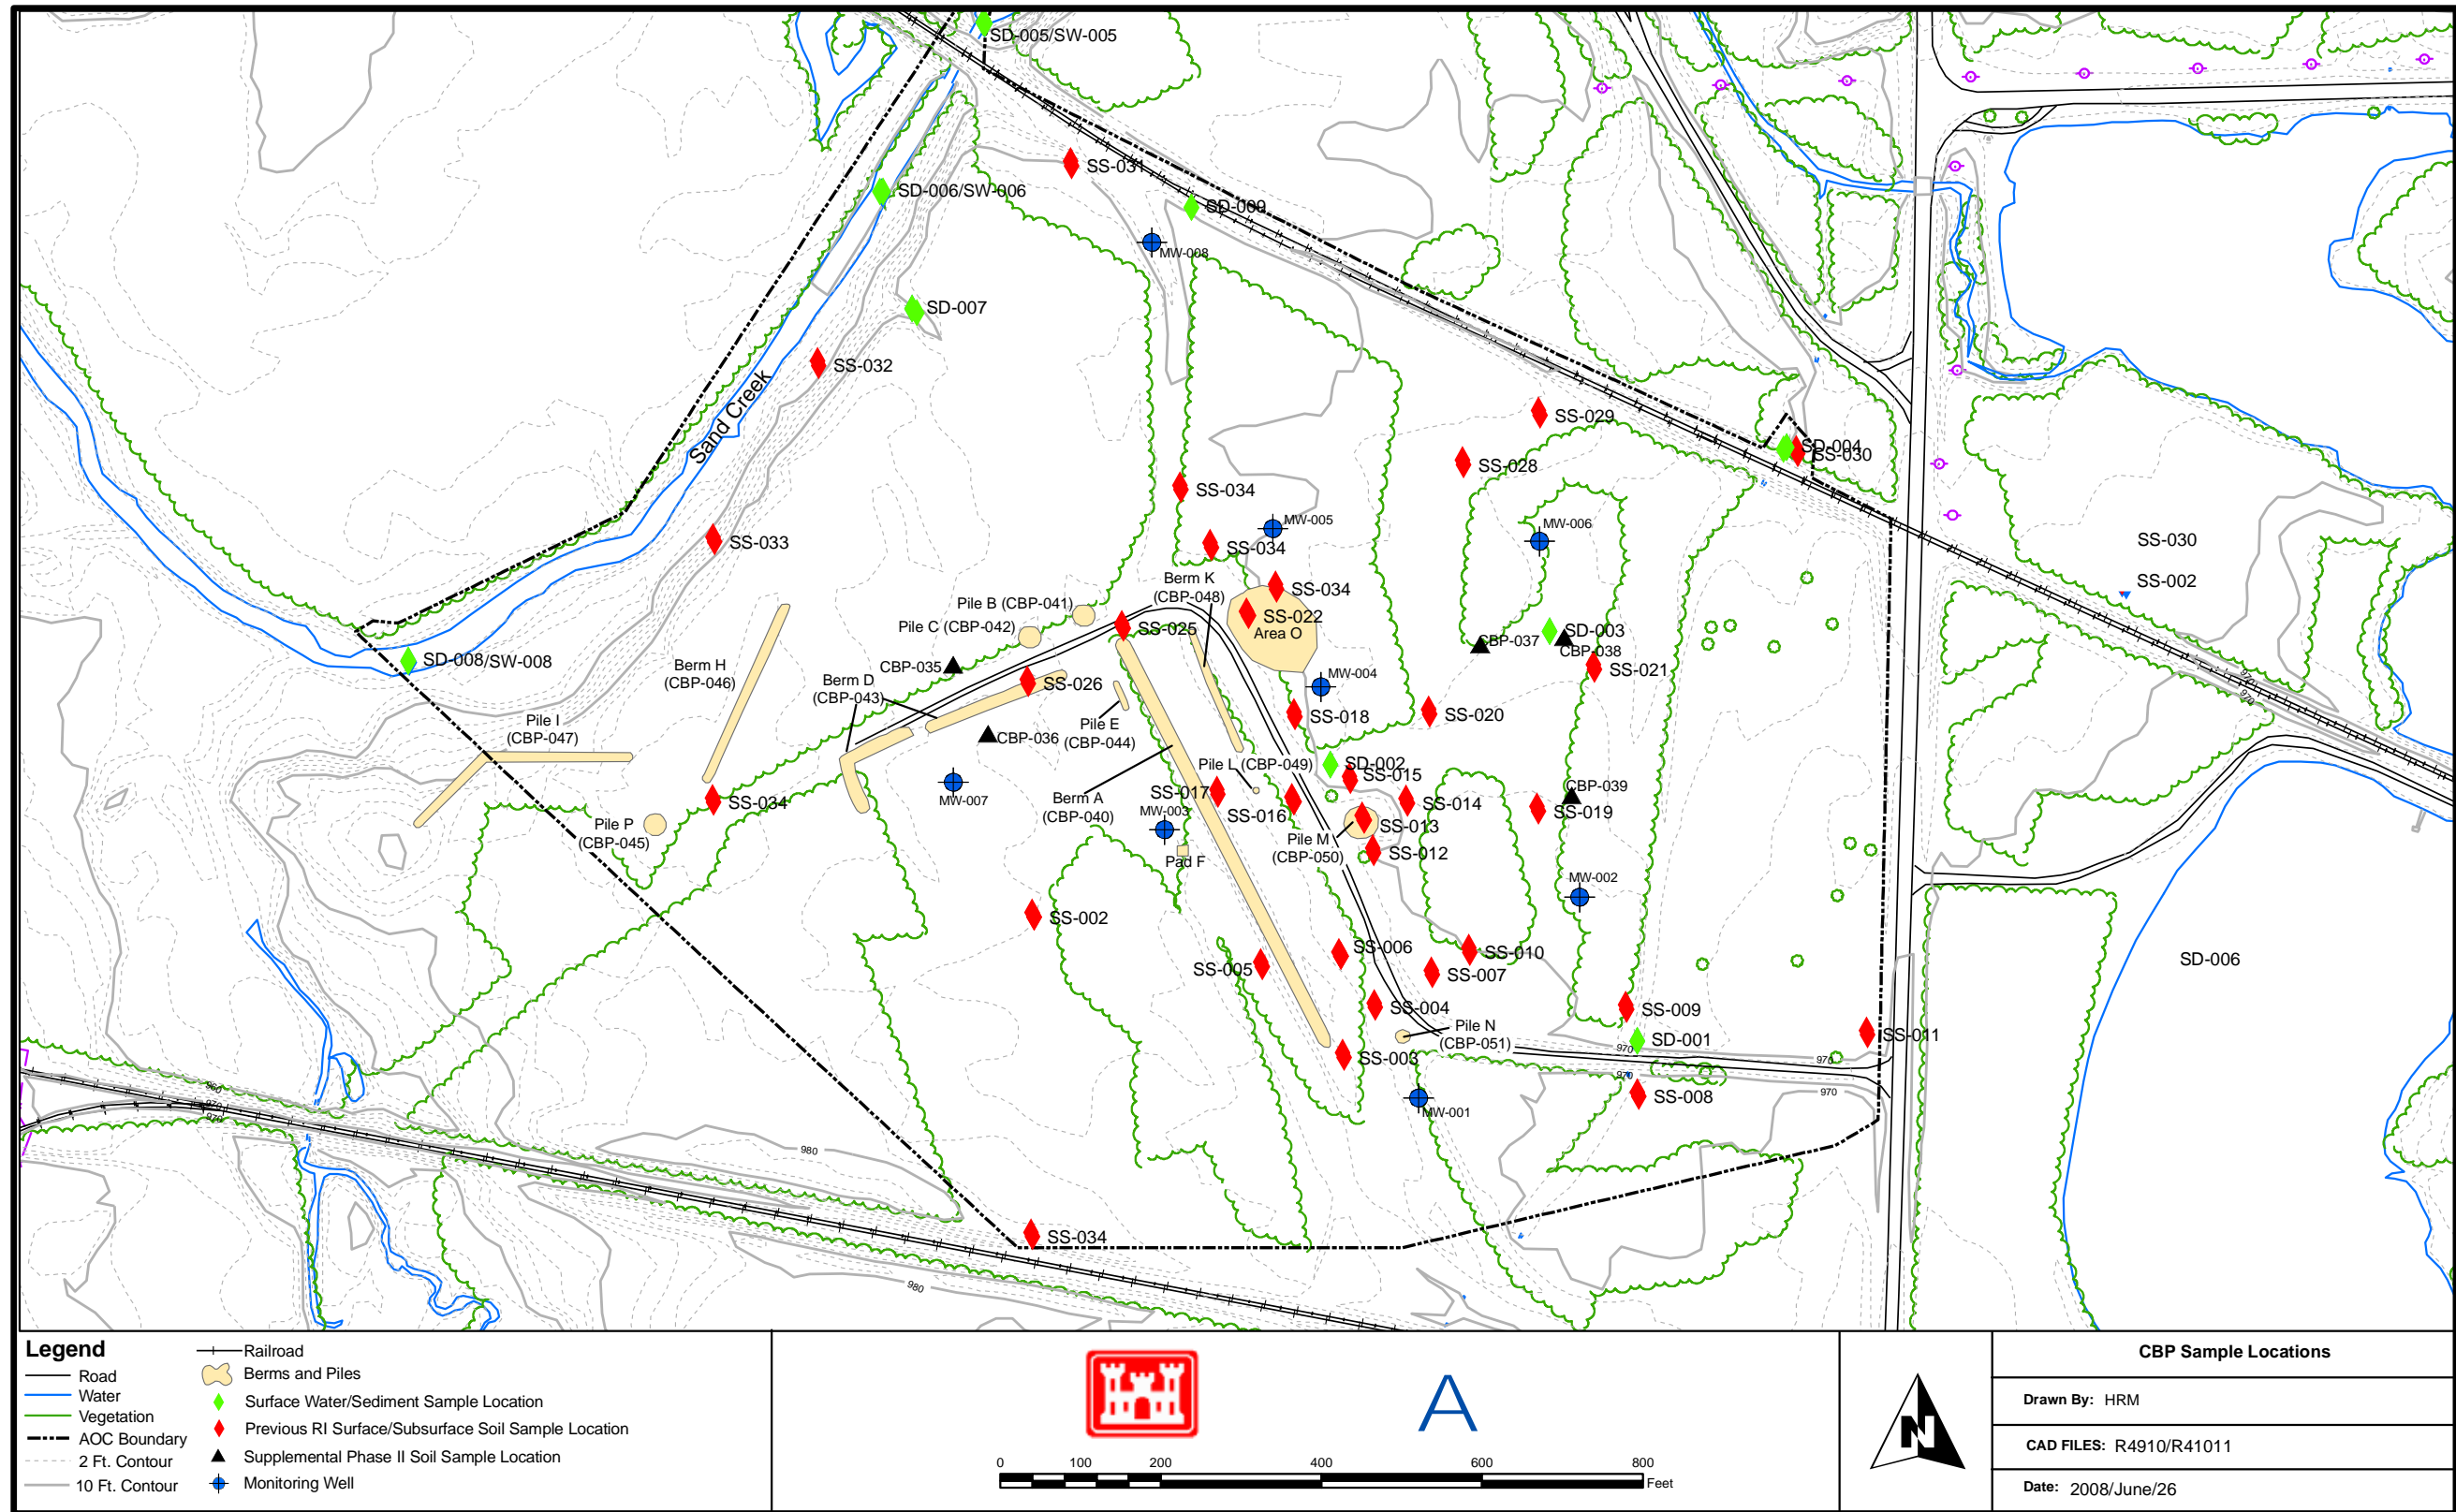 SD-005/SW-005
SS-031
SD-006/SW-006
SD-009
MW-008
SD-007
SS-032
Sand Creek
SS-029
SD-004
SS-030
SS-028
SS-034
MW-005
MW-006
SS-033
SS-034
SS-030
SS-002
Berm K
(CBP-048)
SS-034
Pile B (CBP-041)
SS-022
Area O
Pile C (CBP-042)
SS-025
SD-003
CBP-037
CBP-038
SD-008/SW-008
CBP-035
Berm H
(CBP-046)
Berm D
(CBP-043)
SS-026
MW-004
SS-021
970
970
Pile I
(CBP-047)
Pile E
(CBP-044)
CBP-036
SS-018
SS-020
Pile L (CBP-049)
SD-002
SS-015
SS-017
SS-016
SS-014
CBP-039
SS-019
MW-007
SS-034
Berm A
(CBP-040)
MW-003
SS-013
Pile P
(CBP-045)
Pile M
(CBP-050)
SS-012
Pad F
MW-002
SS-002
SS-006
SS-010
SS-005
SS-007
SD-006
SS-004
SS-009
Pile N
(CBP-051)
SD-001
SS-011
SS-003
970
970
970
970
SS-008
MW-001
960
970
970
980
SS-034
980
Legend
Road
Water
Vegetation
AOC Boundary
2 Ft. Contour
10 Ft. Contour
Railroad
Berms and Piles
Surface Water/Sediment Sample Location
Previous RI Surface/Subsurface Soil Sample Location
Supplemental Phase II Soil Sample Location
Monitoring Well
A
0 100 200 400 600 800
Feet
N
CBP Sample Locations
Drawn By: HRM
CAD FILES: R4910/R41011
Date: 2008/June/26